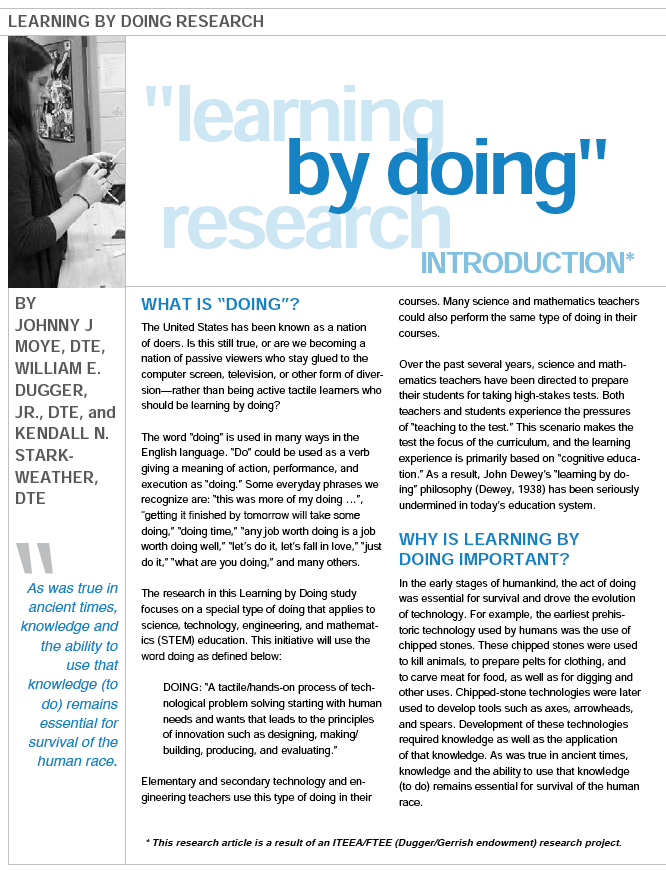 LEARNING BY DOING RESEARCH
"learning
by doing"
research
INTRODUCTION*
BY
JOHNNY J
MOYE, DTE,
WILLIAM E.
DUGGER,
JR., DTE, and
KENDALL N.
STARK-
WEATHER,
DTE
"
As was true in
ancient times,
knowledge and
the ability to
use that
knowledge (to
do) remains
essential for
survival of the
human race.
WHAT IS “DOING”?
The United States has been known as a nation
of doers. Is this still true, or are we becoming a
nation of passive viewers who stay glued to the
computer screen, television, or other form of diver-
sion—rather than being active tactile learners who
should be learning by doing?
The word “doing” is used in many ways in the
English language. “Do” could be used as a verb
giving a meaning of action, performance, and
execution as “doing.” Some everyday phrases we
recognize are: “this was more of my doing ...”,
“getting it finished by tomorrow will take some
doing,” “doing time,” “any job worth doing is a job
worth doing well,” “let’s do it, let’s fall in love,” “just
do it,” “what are you doing,” and many others.
The research in this Learning by Doing study
focuses on a special type of doing that applies to
science, technology, engineering, and mathemat-
ics (STEM) education. This initiative will use the
word doing as defined below:
DOING: “A tactile/hands-on process of tech-
nological problem solving starting with human
needs and wants that leads to the principles
of innovation such as designing, making/
building, producing, and evaluating.”
Elementary and secondary technology and en-
gineering teachers use this type of doing in their
courses. Many science and mathematics teachers
could also perform the same type of doing in their
courses.
Over the past several years, science and math-
ematics teachers have been directed to prepare
their students for taking high-stakes tests. Both
teachers and students experience the pressures
of “teaching to the test.” This scenario makes the
test the focus of the curriculum, and the learning
experience is primarily based on “cognitive educa-
tion.” As a result, John Dewey’s “learning by do-
ing” philosophy (Dewey, 1938) has been seriously
undermined in today’s education system.
WHY IS LEARNING BY
DOING IMPORTANT?
In the early stages of humankind, the act of doing
was essential for survival and drove the evolution
of technology. For example, the earliest prehis-
toric technology used by humans was the use of
chipped stones. These chipped stones were used
to kill animals, to prepare pelts for clothing, and
to carve meat for food, as well as for digging and
other uses. Chipped-stone technologies were later
used to develop tools such as axes, arrowheads,
and spears. Development of these technologies
required knowledge as well as the application
of that knowledge. As was true in ancient times,
knowledge and the ability to use that knowledge
(to do) remains essential for survival of the human
race.
* This research article is a result of an ITEEA/FTEE (Dugger/Gerrish endowment) research project.